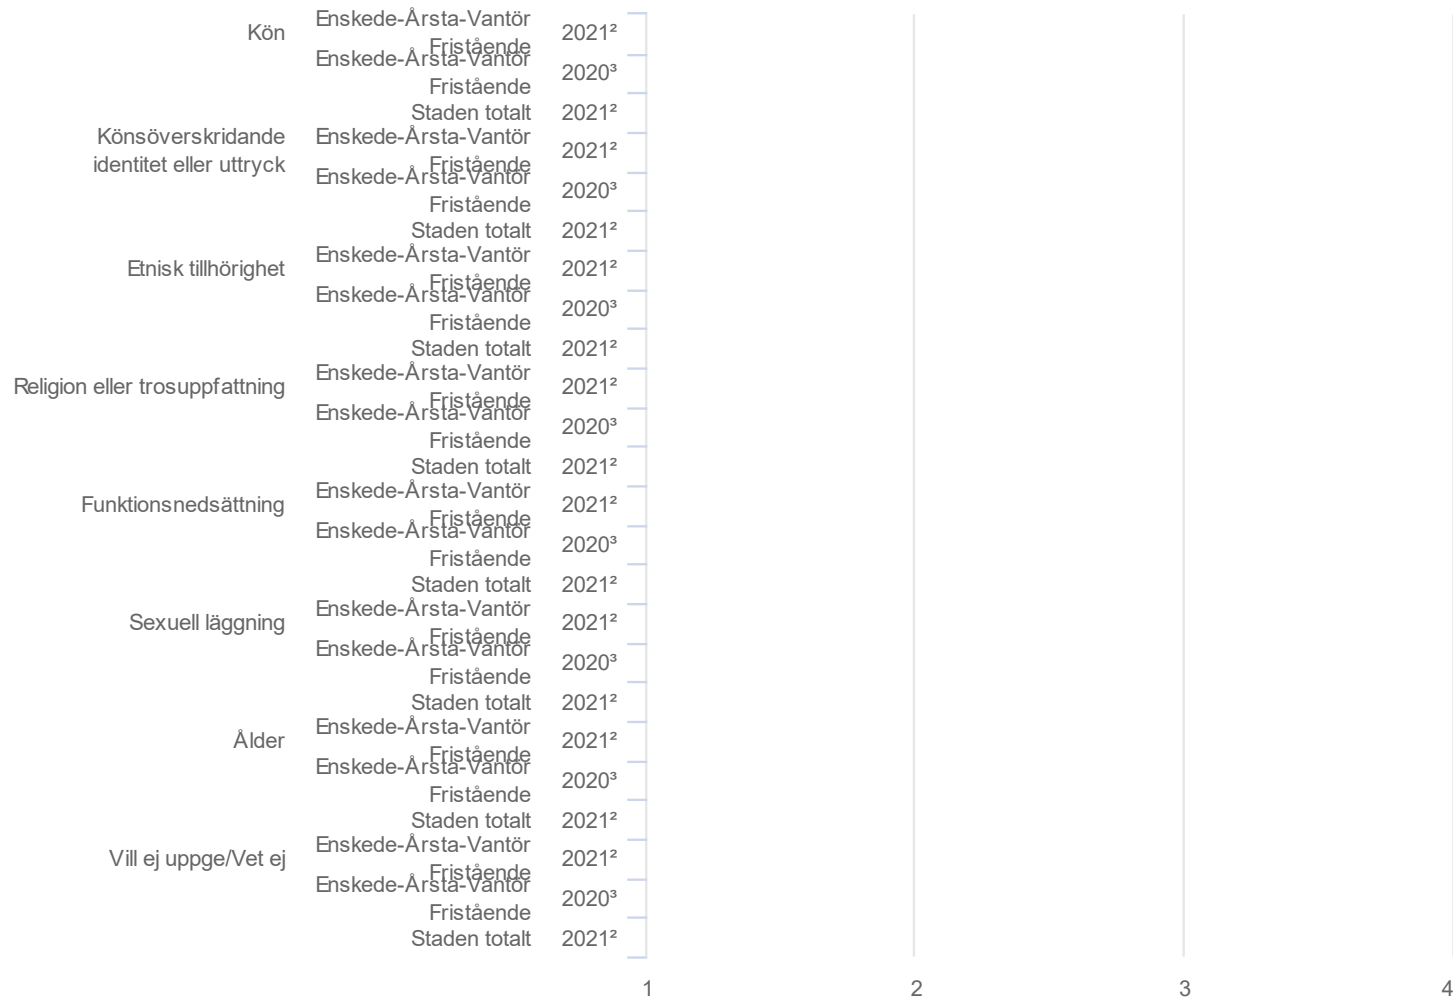 Kön
Enskede-Årsta-Vantör
Fristående
2021²
Enskede-Årsta-Vantör
Fristående
2020³
Staden totalt 2021²
Könsöverskridande
identitet eller uttryck
Enskede-Årsta-Vantör
Fristående
2021²
Enskede-Årsta-Vantör
Fristående
2020³
Staden totalt 2021²
Etnisk tillhörighet
Enskede-Årsta-Vantör
Fristående
2021²
Enskede-Årsta-Vantör
Fristående
2020³
Staden totalt 2021²
Religion eller trosuppfattning
Enskede-Årsta-Vantör
Fristående
2021²
Enskede-Årsta-Vantör
Fristående
2020³
Staden totalt 2021²
Funktionsnedsättning
Enskede-Årsta-Vantör
Fristående
2021²
Enskede-Årsta-Vantör
Fristående
2020³
Staden totalt 2021²
Sexuell läggning
Enskede-Årsta-Vantör
Fristående
2021²
Enskede-Årsta-Vantör
Fristående
2020³
Staden totalt 2021²
Ålder
Enskede-Årsta-Vantör
Fristående
2021²
Enskede-Årsta-Vantör
Fristående
2020³
Staden totalt 2021²
Vill ej uppge/Vet ej
Enskede-Årsta-Vantör
Fristående
2021²
Enskede-Årsta-Vantör
Fristående
2020³
Staden totalt 2021²
1 2 3 4